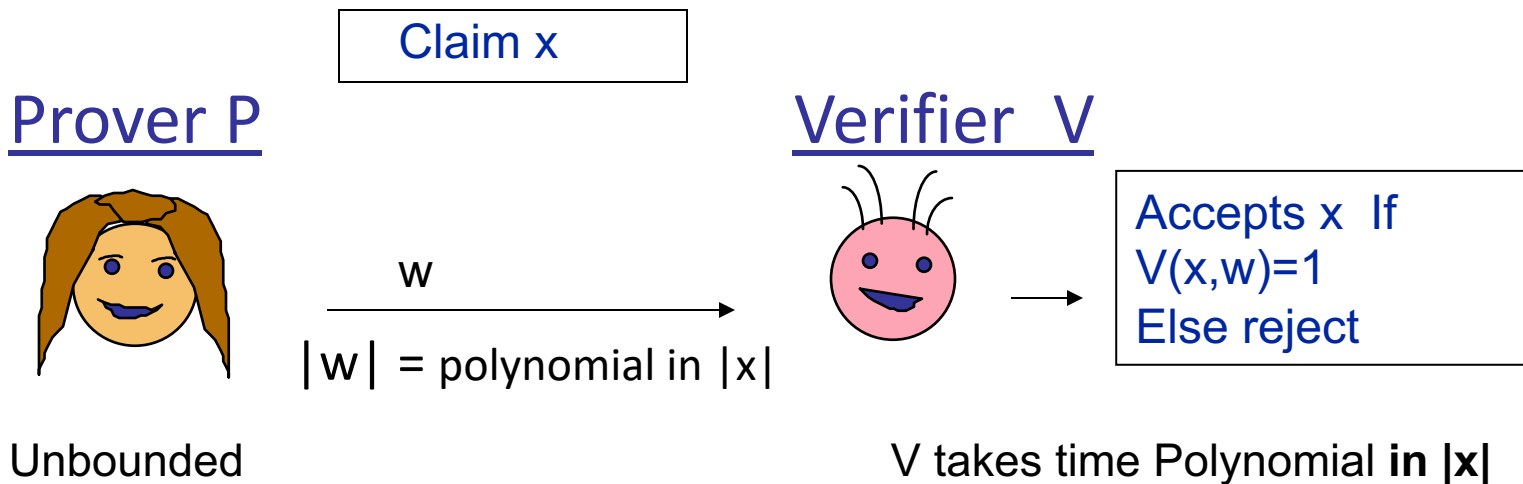 Claim x
Prover P
Verifier V
w
|w| = polynomial in |x|
Accepts x If
V(x,w)=1
Else reject
Unbounded
V takes time Polynomial in |x|